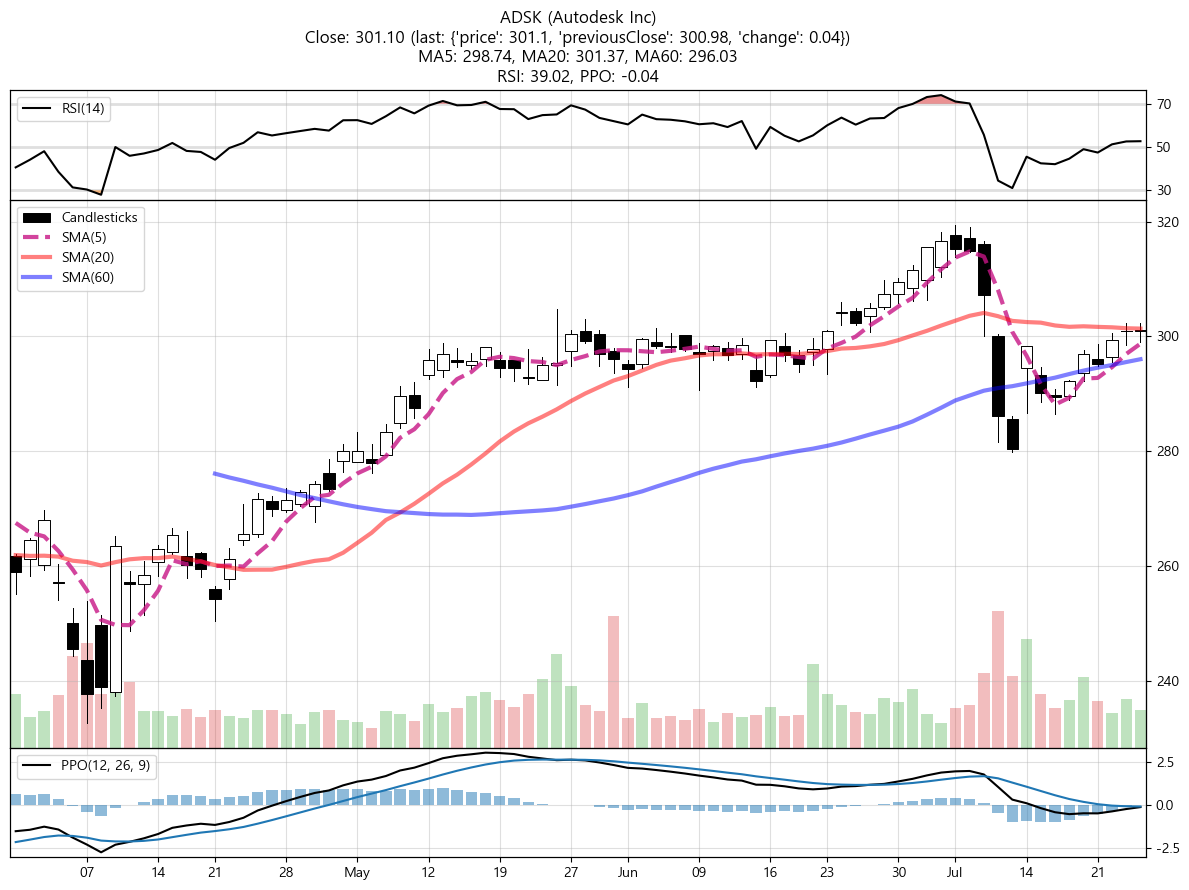 ADSK (Autodesk Inc)
Close: 301.10 (last: {'price': 301.1, 'previousClose': 300.98, 'change': 0.04})
MA5: 298.74, MA20: 301.37, MA60: 296.03
RSI: 39.02, PPO: -0.04
RSI(14)
70
50
30
Candlesticks
SMA(5)
SMA(20)
SMA(60)
320
300
280
260
240
PPO(12, 26, 9)
2.5
0.0
-2.5
07 14 21 28 May 12 19 27 Jun 09 16 23 30 Jul 14 21